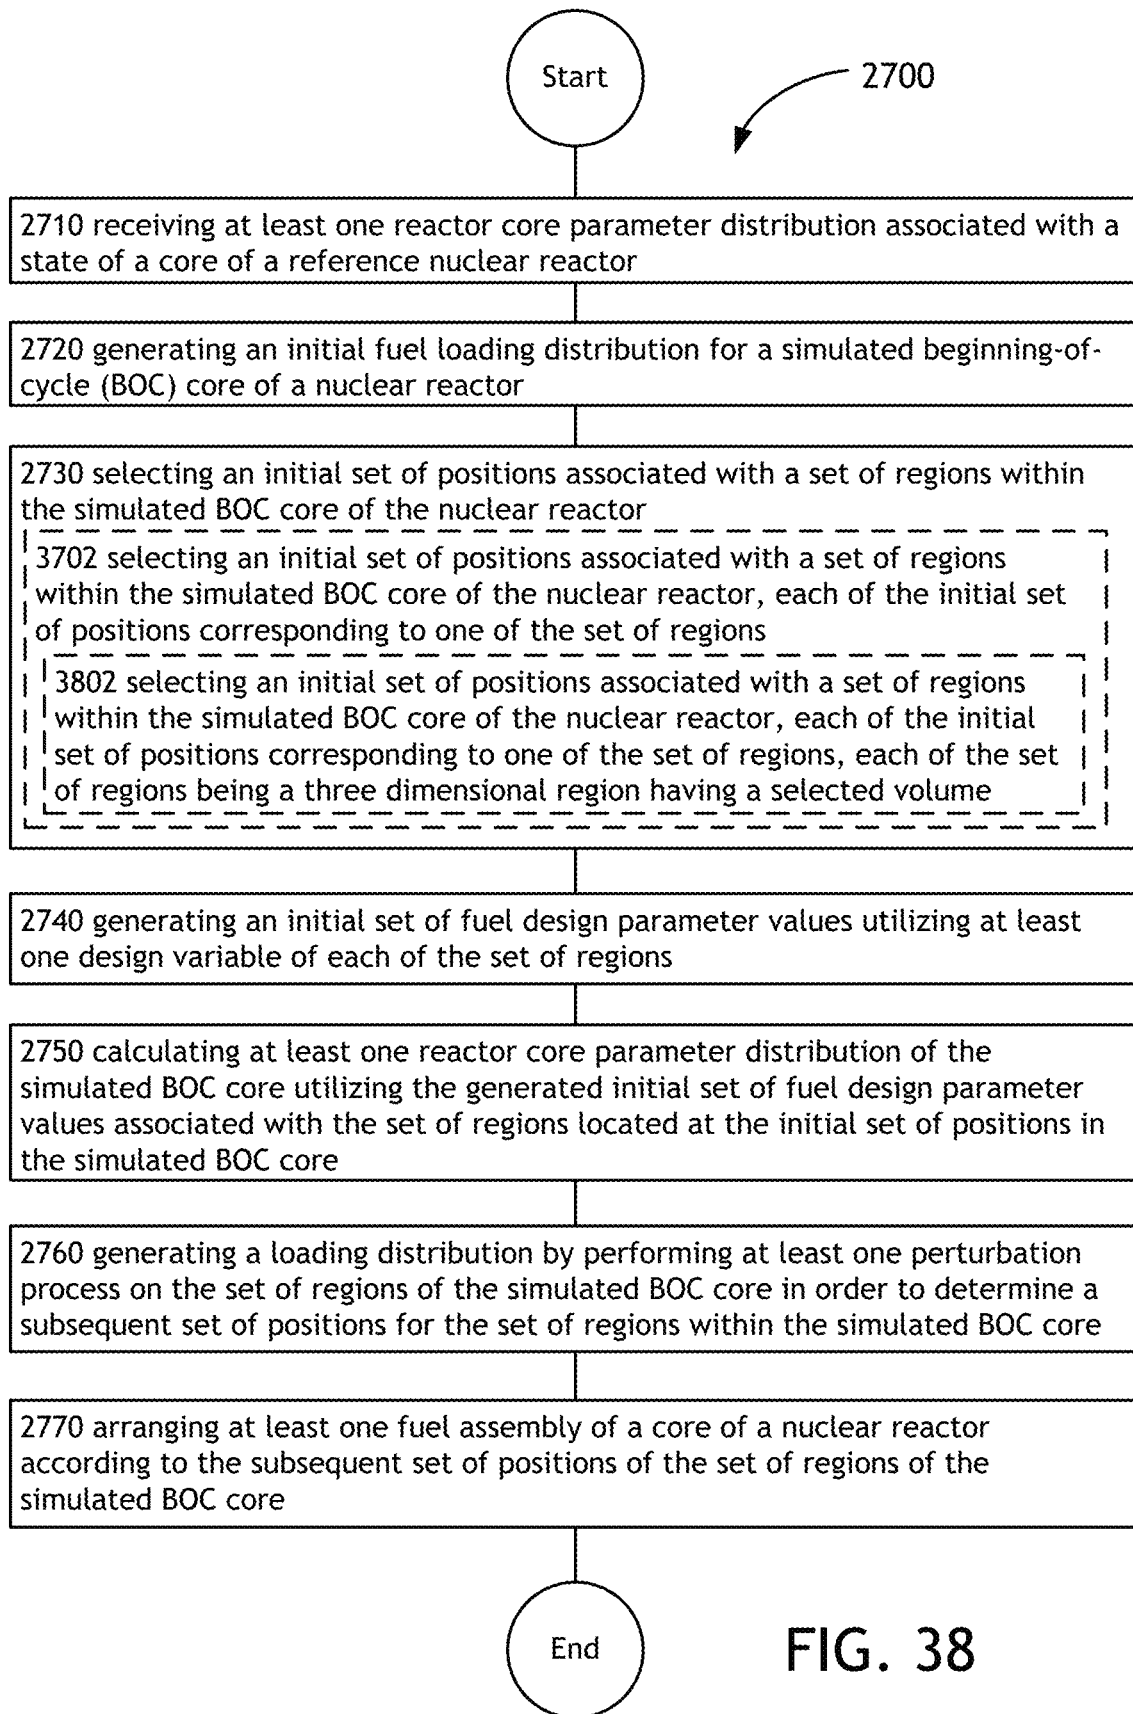 Start
2700
2710 receiving at least one reactor core parameter distribution associated with a
state of a core of a reference nuclear reactor
2720 generating an initial fuel loading distribution for a simulated beginning-of-
cycle (BOC) core of a nuclear reactor
2730 selecting an initial set of positions associated with a set of regions within
the simulated BOC core of the nuclear reactor
3702 selecting an initial set of positions associated with a set of regions
within the simulated BOC core of the nuclear reactor, each of the initial set
of positions corresponding to one of the set of regions
3802 selecting an initial set of positions associated with a set of regions
within the simulated BOC core of the nuclear reactor, each of the initial
set of positions corresponding to one of the set of regions, each of the set
of regions being a three dimensional region having a selected volume
2740 generating an initial set of fuel design parameter values utilizing at least
one design variable of each of the set of regions
2750 calculating at least one reactor core parameter distribution of the
simulated BOC core utilizing the generated initial set of fuel design parameter
values associated with the set of regions located at the initial set of positions in
the simulated BOC core
2760 generating a loading distribution by performing at least one perturbation
process on the set of regions of the simulated BOC core in order to determine a
subsequent set of positions for the set of regions within the simulated BOC core
2770 arranging at least one fuel assembly of a core of a nuclear reactor
according to the subsequent set of positions of the set of regions of the
simulated BOC core
End
FIG. 38